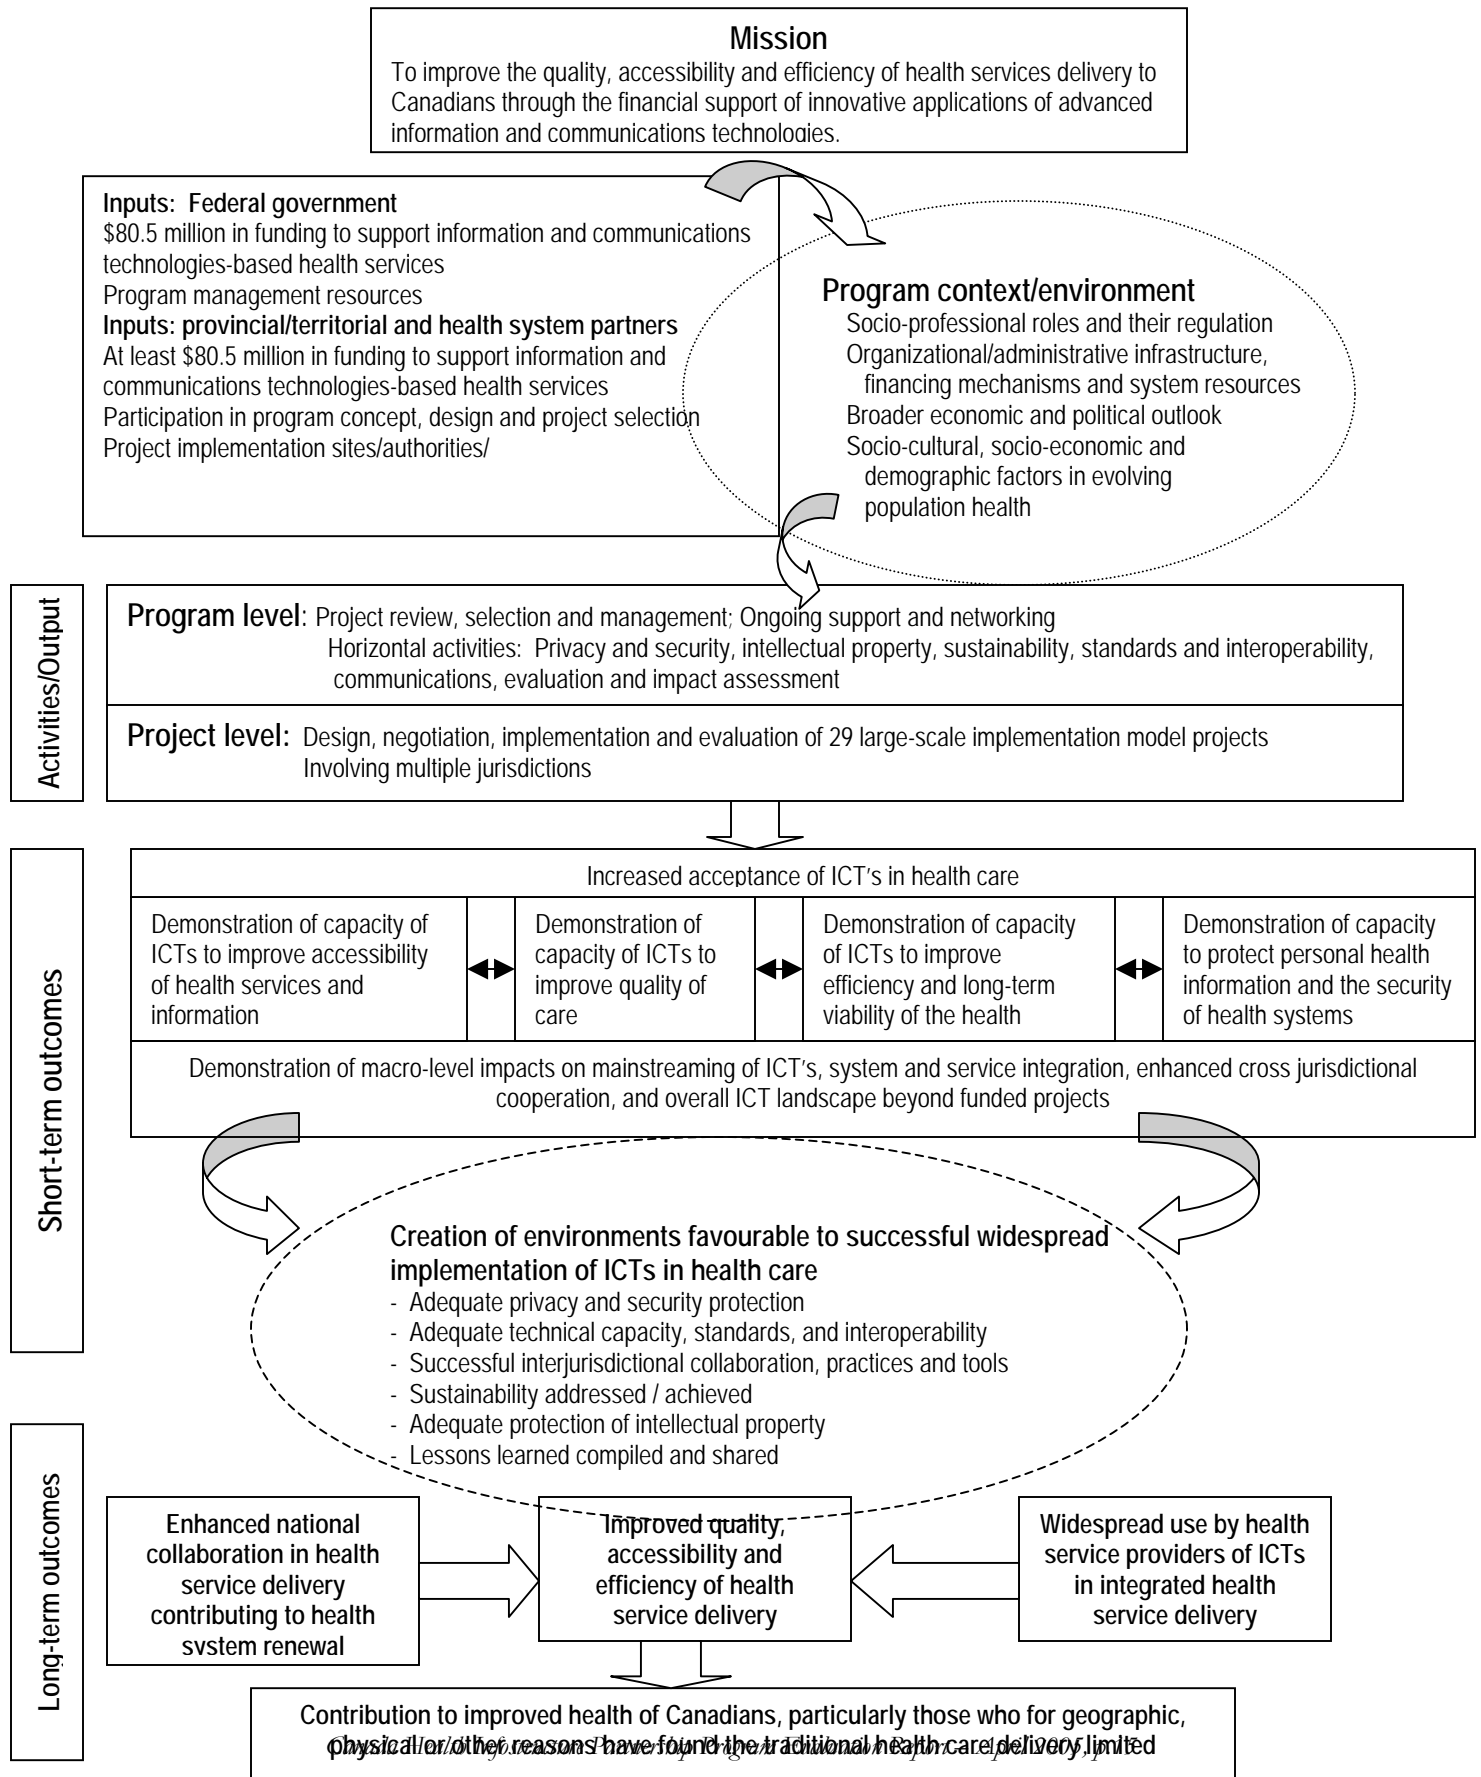 Mission
To improve the quality, accessibility and efficiency of health services delivery to
Canadians through the financial support of innovative applications of advanced
information and communications technologies.
Inputs:  Federal government
$80.5 million in funding to support information and communications
technologies-based health services
Program management resources
Inputs: provincial/territorial and health system partners
At least $80.5 million in funding to support information and
communications technologies-based health services
Participation in program concept, design and project selection
Project implementation sites/authorities/
Program context/environment
Socio-professional roles and their regulation
Organizational/administrative infrastructure,
financing mechanisms and system resources
Broader economic and political outlook
Socio-cultural, socio-economic and
demographic factors in evolving
population health
Activities/Output
Program level: Project review, selection and management; Ongoing support and networking
Horizontal activities:  Privacy and security, intellectual property, sustainability, standards and interoperability,
communications, evaluation and impact assessment
Project level:  Design, negotiation, implementation and evaluation of 29 large-scale implementation model projects
Involving multiple jurisdictions
Short-term outcomes
Increased acceptance of ICT's in health care
Demonstration of capacity of
ICTs to improve accessibility
of health services and
information
Demonstration of
capacity of ICTs to
improve quality of
care
Demonstration of capacity
of ICTs to improve
efficiency and long-term
viability of the health
Demonstration of capacity
to protect personal health
information and the security
of health systems
Demonstration of macro-level impacts on mainstreaming of ICT's, system and service integration, enhanced cross jurisdictional
cooperation, and overall ICT landscape beyond funded projects
Creation of environments favourable to successful widespread
implementation of ICTs in health care
- Adequate privacy and security protection
- Adequate technical capacity, standards, and interoperability
- Successful interjurisdictional collaboration, practices and tools
- Sustainability addressed / achieved
- Adequate protection of intellectual property
- Lessons learned compiled and shared
Long-term outcomes
Enhanced national
collaboration in health
service delivery
contributing to health
system renewal
Improved quality,
accessibility and
efficiency of health
service delivery
Widespread use by health
service providers of ICTs
in integrated health
service delivery
Contribution to improved health of Canadians, particularly those who for geographic,
physical or other reasons have found the traditional health care delivery limited